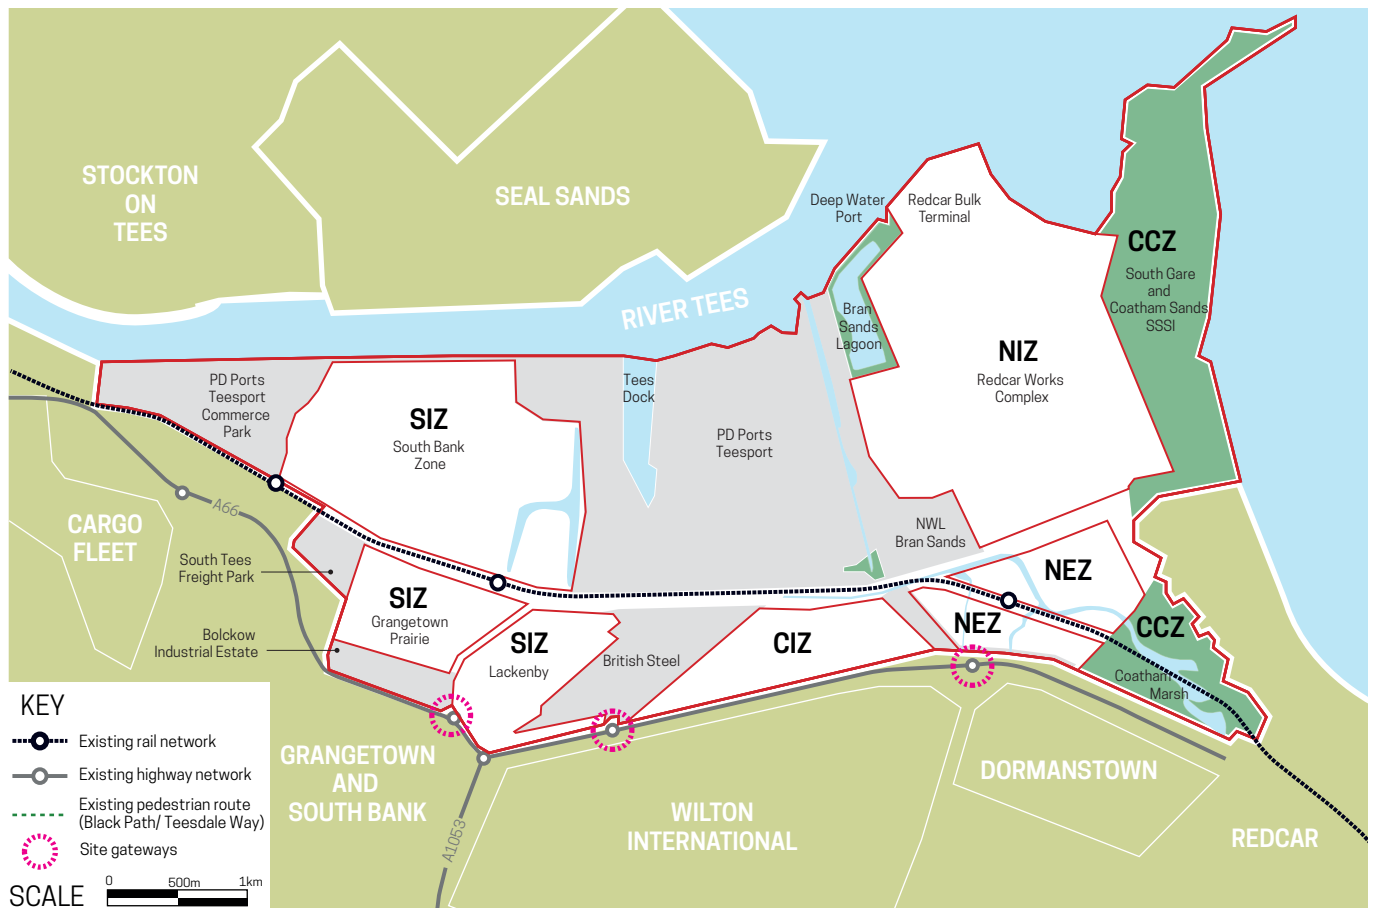 STOCKTON
ON
TEES
SEAL SANDS
RIVER TEES
Deep Water
Port
Redcar Bulk
Terminal
CCZ
South Gare
and
Coatham Sands
SSSI
Bran
Sands
Lagoon
NIZ
Redcar Works
Complex
PD Ports
Teesport
Commerce
Park
SIZ
South Bank
Zone
Tees
Dock
PD Ports
Teesport
NWL
Bran Sands
A66
CARGO
FLEET
South Tees
Freight Park
SIZ
Grangetown
Prairie
Bolckow
Industrial Estate
SIZ
Lackenby
British Steel
CIZ
NEZ
NEZ
CCZ
Coatham
Marsh
GRANGETOWN
AND
SOUTH BANK
A1053
WILTON
INTERNATIONAL
DORMANSTOWN
REDCAR
KEY
Existing rail network
Existing highway network
Existing pedestrian route
(Black Path/ Teesdale Way)
Site gateways
SCALE
0 500m 1km